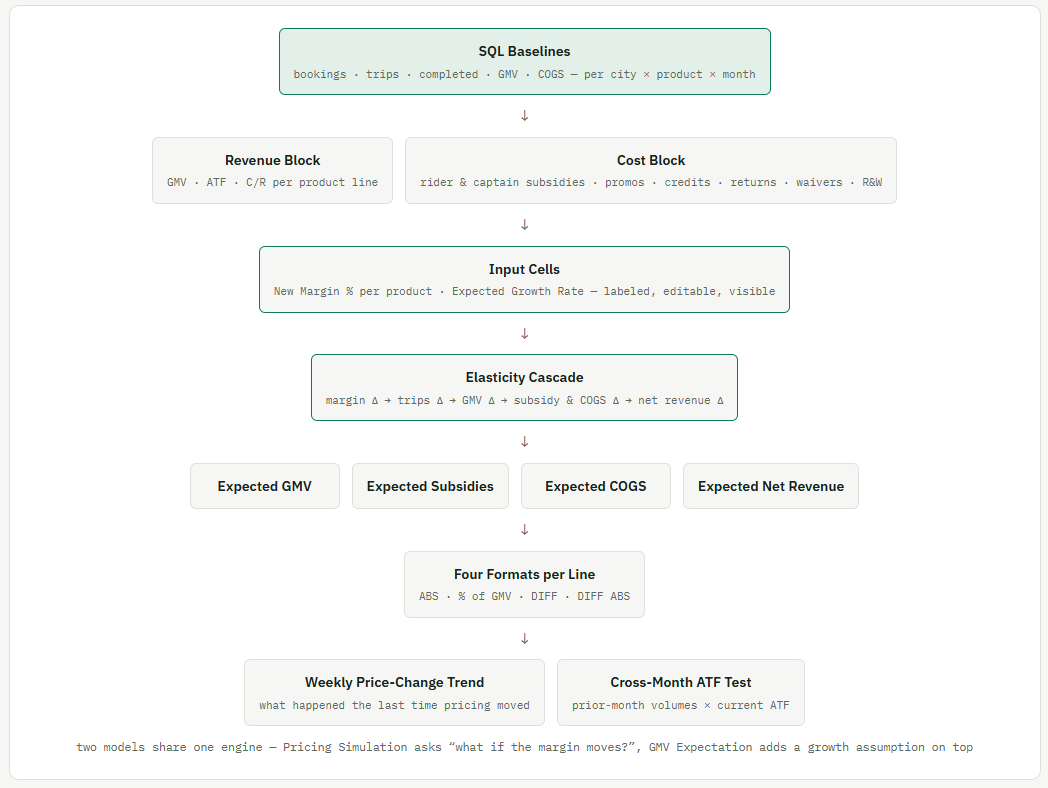 SQL Baselines
bookings · trips · completed · GMV · COGS — per city × product × month
↓
Revenue Block
GMV · ATF · C/R per product line
Cost Block
rider & captain subsidies · promos · credits · returns · waivers · R&W
↓
Input Cells
New Margin % per product · Expected Growth Rate — labeled, editable, visible
↓
Elasticity Cascade
margin Δ → trips Δ → GMV Δ → subsidy & COGS Δ → net revenue Δ
↓
Expected GMV
Expected Subsidies
Expected COGS
Expected Net Revenue
↓
Four Formats per Line
ABS · % of GMV · DIFF · DIFF ABS
↓
Weekly Price-Change Trend
what happened the last time pricing moved
Cross-Month ATF Test
prior-month volumes × current ATF
two models share one engine — Pricing Simulation asks “what if the margin moves?”, GMV Expectation adds a growth assumption on top